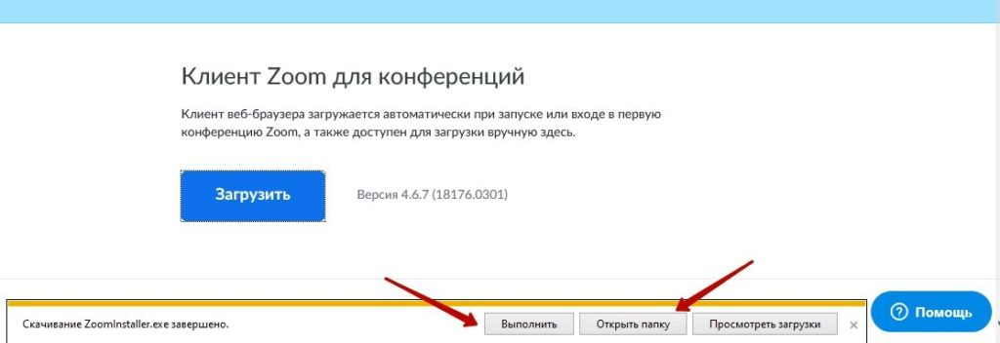 Клиент Zoom для конференций
Клиент веб-браузера загружается автоматически при запуске или входе в первую
конференцию Zoom, а также доступен для загрузки вручную здесь.
Загрузить
Версия 4.6.7 (18176.0301)
Скачивание ZoomInstaller.exe завершено.
Выполнить
Открыть папку
Просмотреть загрузки
×
Помощь